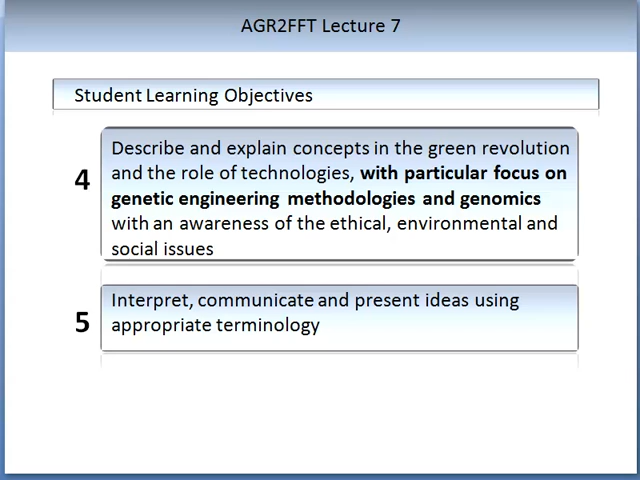 AGR2FFT Lecture 7
Student Learning Objectives
4
Describe and explain concepts in the green revolution
and the role of technologies, with particular focus on
genetic engineering methodologies and genomics
with an awareness of the ethical, environmental and
social issues
5
Interpret, communicate and present ideas using
appropriate terminology